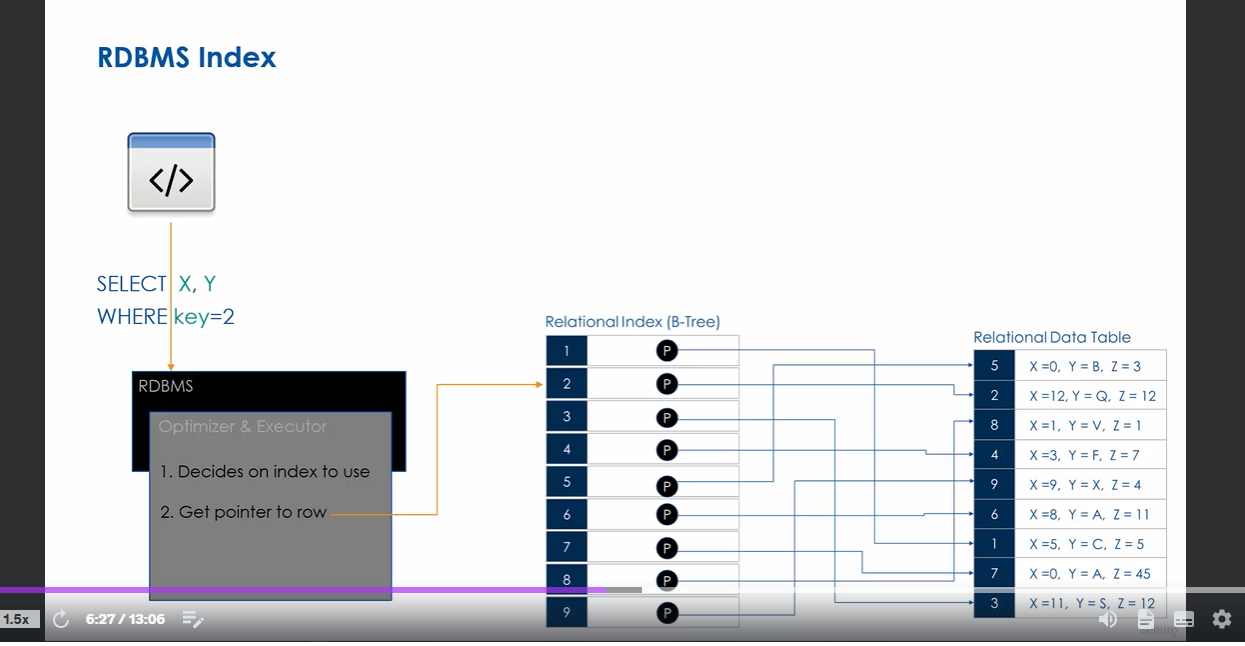 RDBMS Index
</>
SELECT X, Y
WHERE key=2
RDBMS
Optimizer & Executor
1. Decides on index to use
2. Get pointer to row
Relational Index (B-Tree)
1 P
2 P
3 P
4 P
5 P
6 P
7 P
8 P
9 P
Relational Data Table
5 X =0, Y = B, Z = 3
2 X =12, Y = Q, Z = 12
8 X =1, Y = V, Z = 1
4 X =3, Y = F, Z = 7
9 X =9, Y = X, Z = 4
6 X =8, Y = A, Z = 11
1 X =5, Y = C, Z = 5
7 X =0, Y = A, Z = 45
3 X =11, Y = S, Z = 12
1.5x
6:27 / 13:06